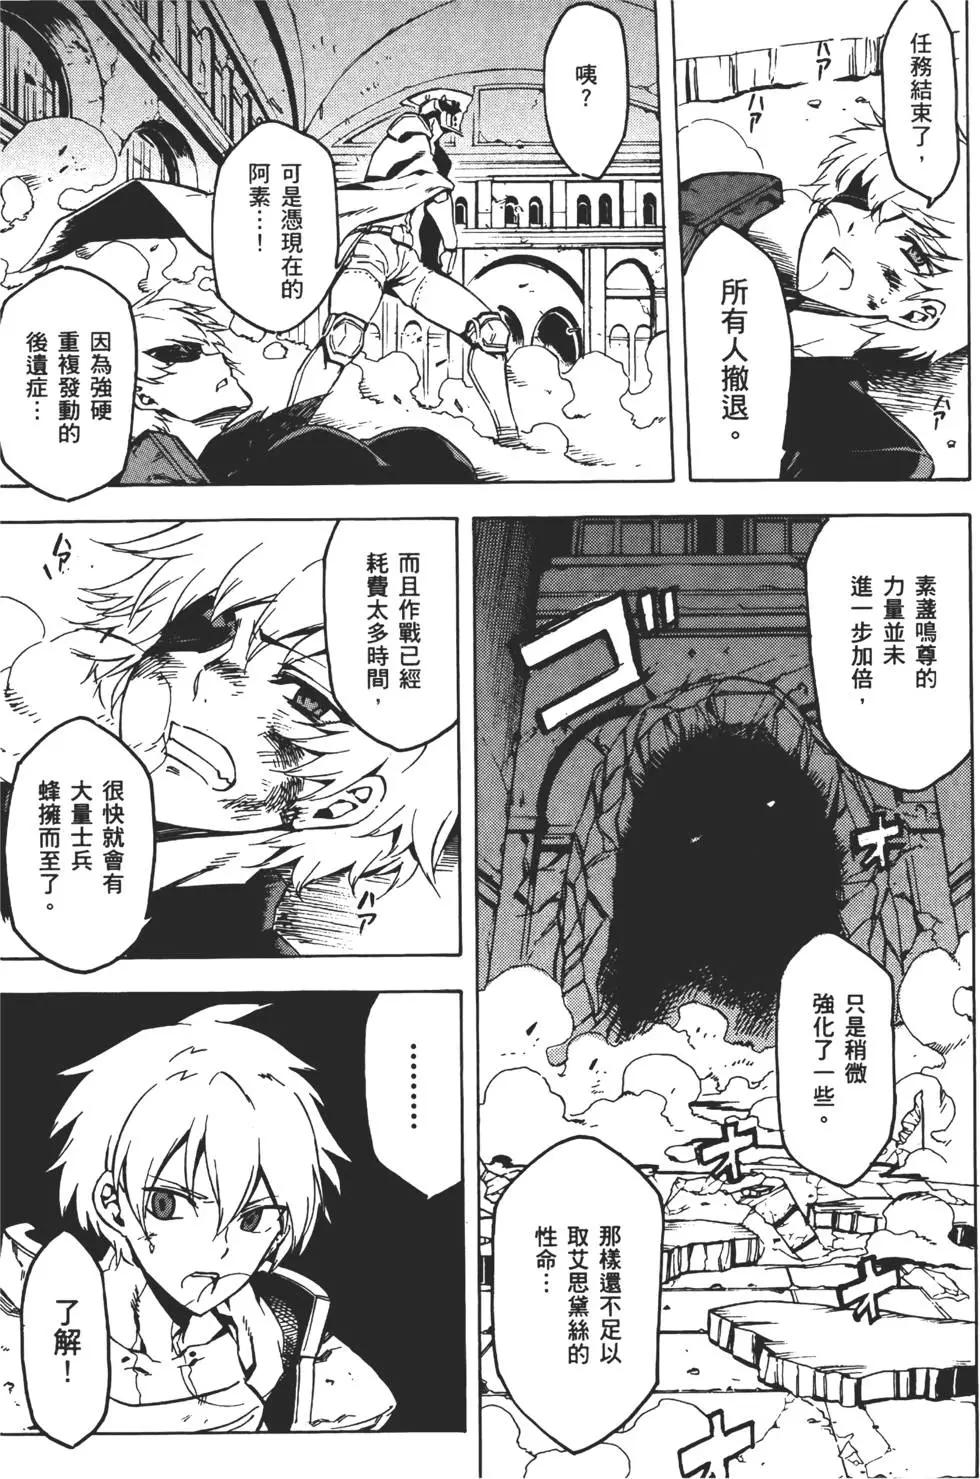 任務結束了，
ハァ
ハァ
所有人撤退。
ハァ
咦？
可是憑現在的
阿素…！
因為強硬
重複發動的
後遺症…
素盞鳴尊的
力量並未
進一步加倍，
ゴオオオオ
只是稍微
強化了一些。
那樣還不足以
取艾思黛絲的
性命…
而且作戰已經
耗費太多時間，
ハァ
很快就會有
大量士兵
蜂擁而至了。
ハァ
………
了解！